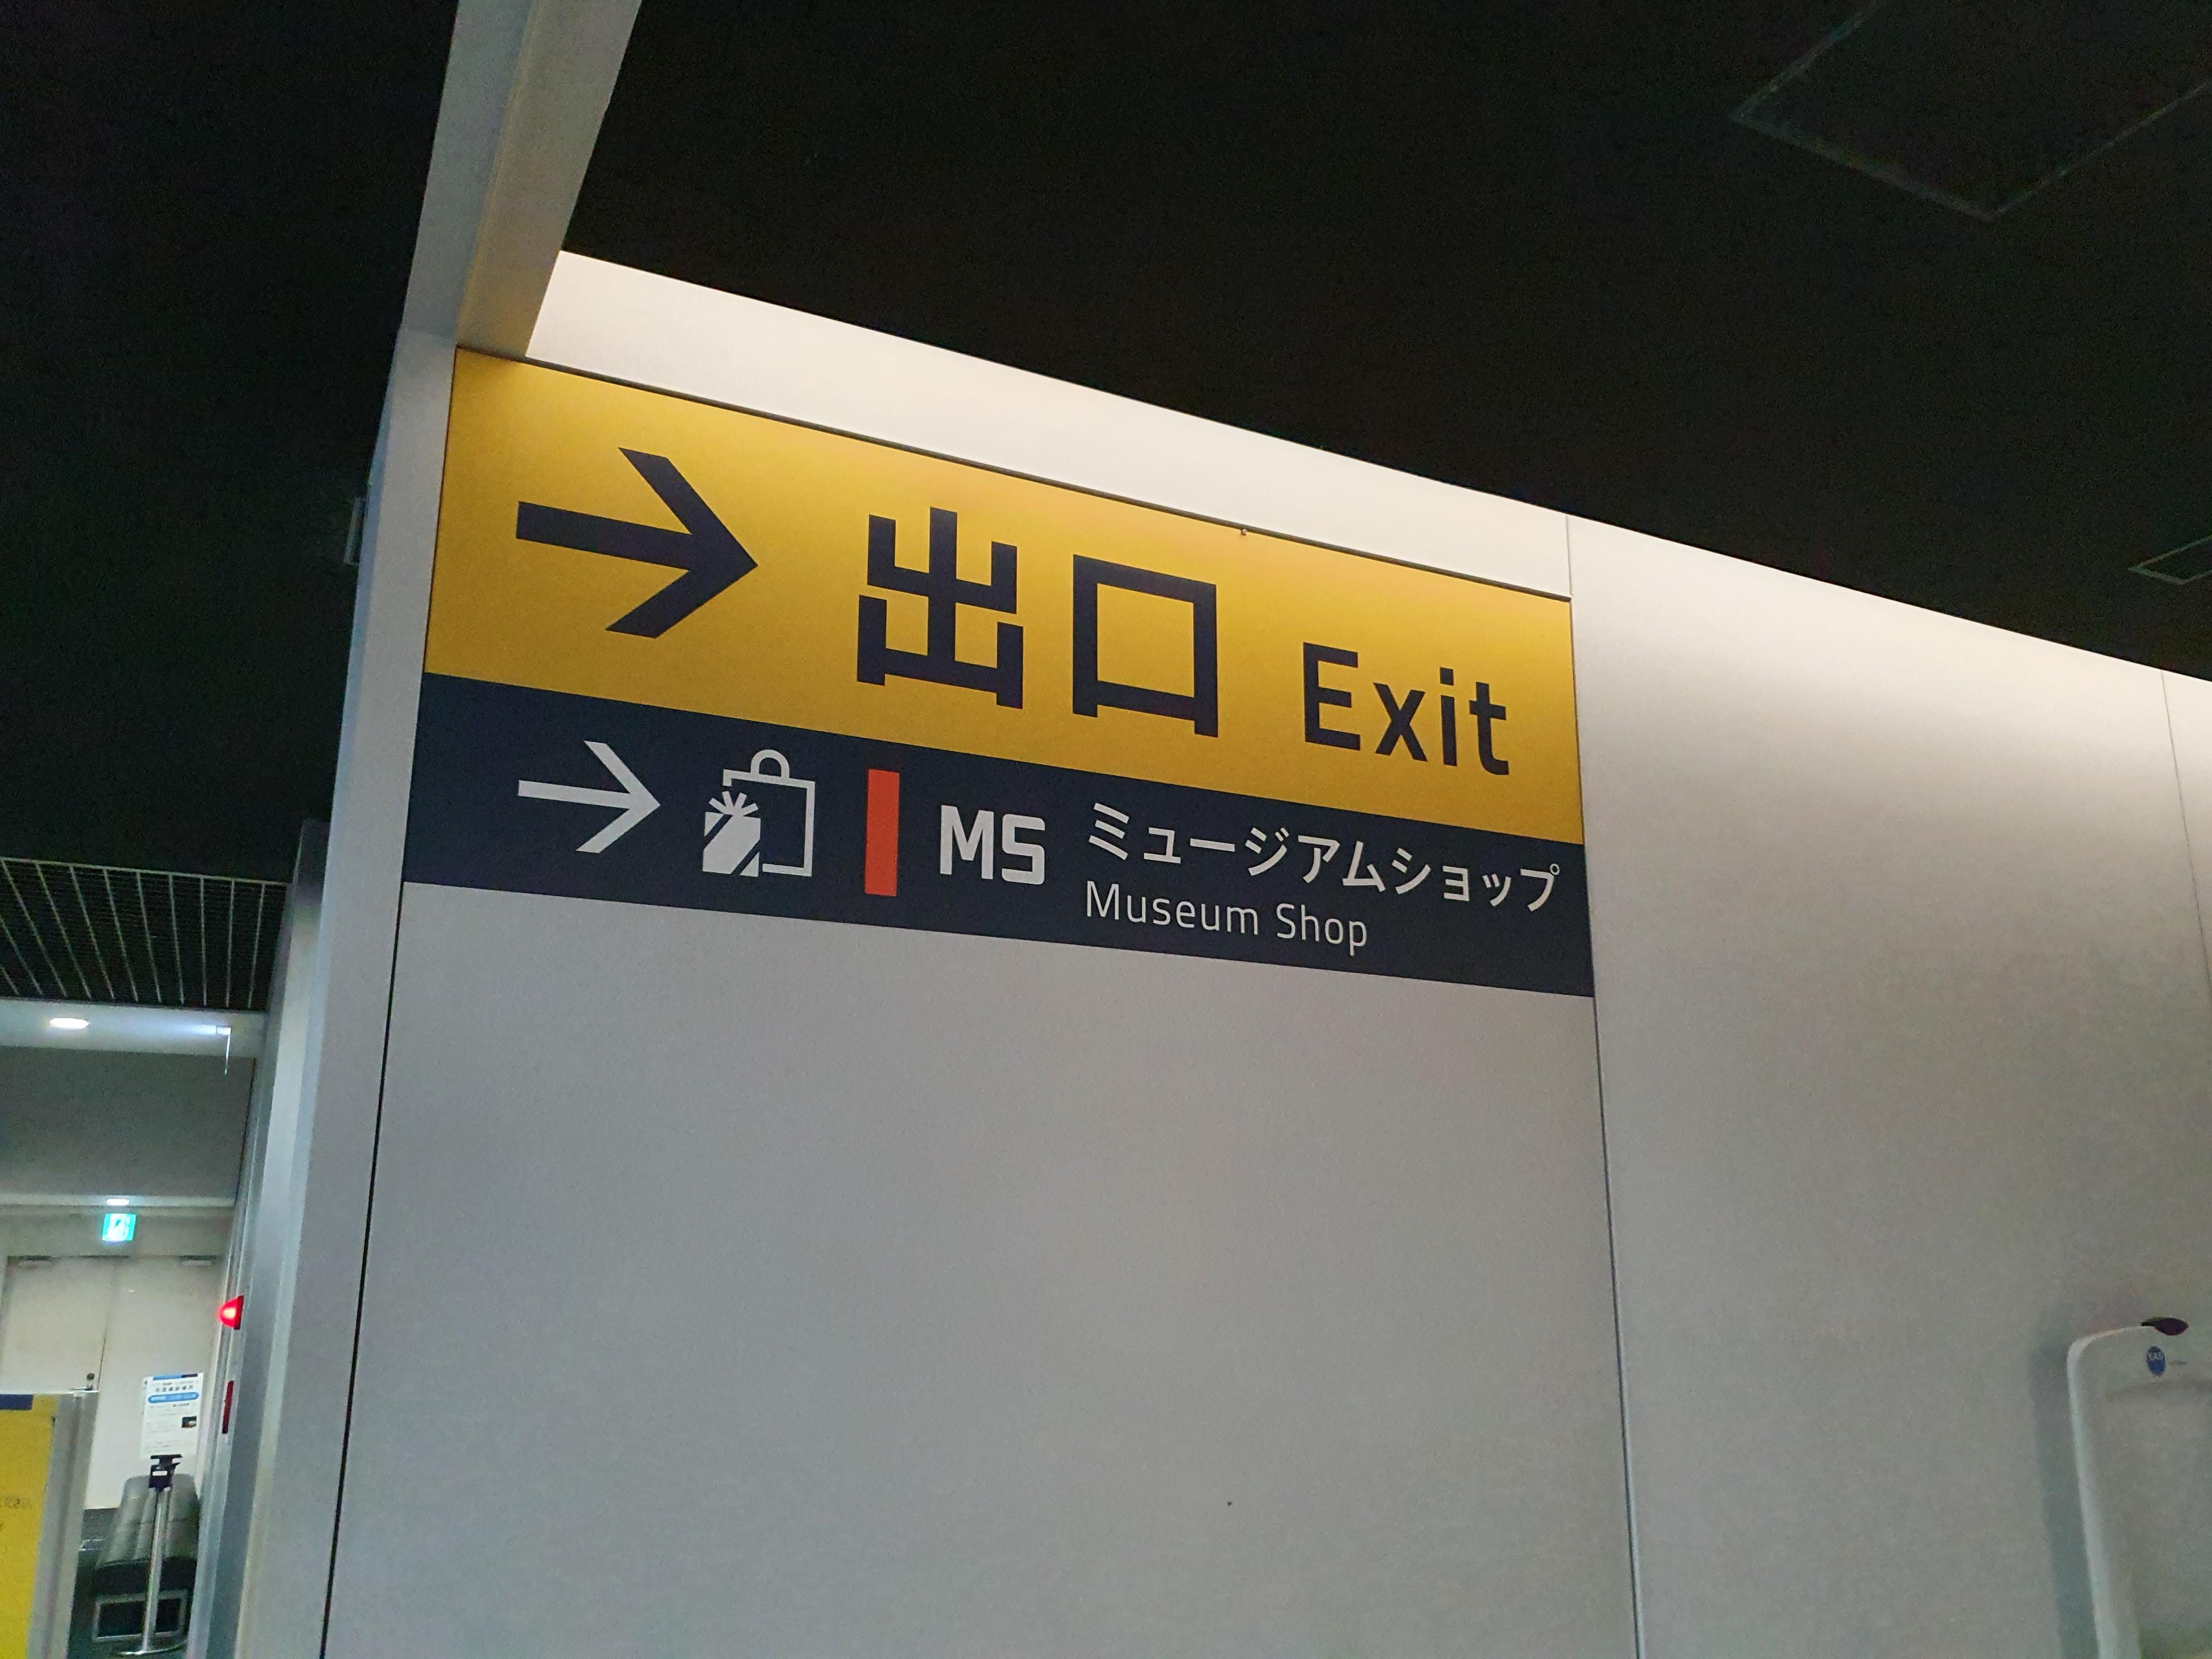 → 出口 Exit
→ MS ミュージアムショップ
Museum Shop